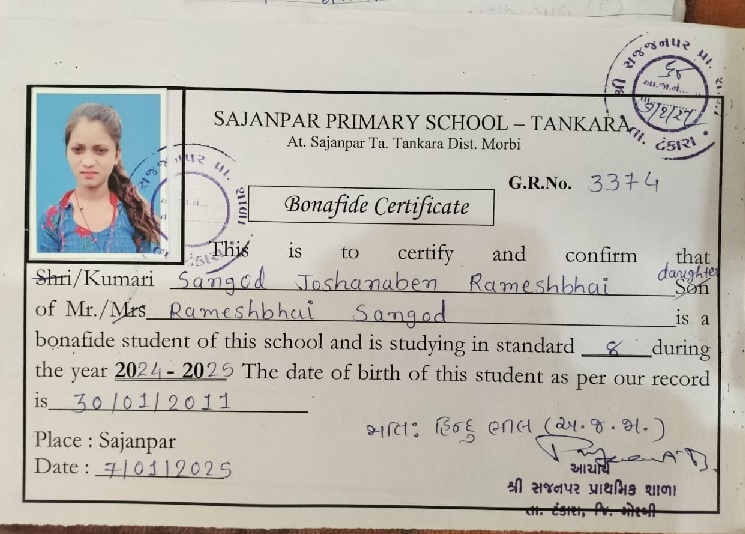 શ્રી સજજનપર પ્રા. શાળા
તા. ટંકારા
SAJANPAR PRIMARY SCHOOL – TANKARA
At. Sajanpar Ta. Tankara Dist. Morbi
G.R.No. 3374
Bonafide Certificate
This is to certify and confirm that
Shri/Kumari Sangod Joshanaben Rameshbhai daughter Son
of Mr./Mrs Rameshbhai Sangod is a
bonafide student of this school and is studying in standard 8 during
the year 2024-2025 The date of birth of this student as per our record
is 30/01/2011
જાતિ: હિન્દુ ભીલ (અ.જ.જા.)
Place : Sajanpar
Date : 7/01/2025
આચાર્ય
શ્રી સજનપર પ્રાથમિક શાળા
તા. ટંકારા, જિ. મોરબી